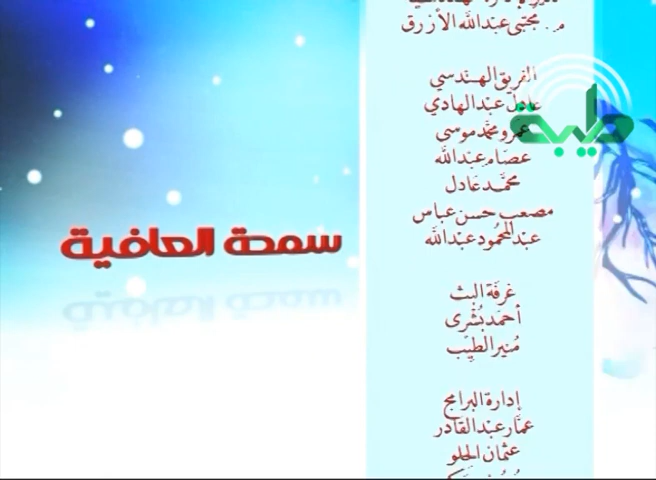 م. مجتبى عبدالله الأزرق
الفريق الهندسي
عادل عبدالهادي
عمرو محمد موسى
عصام عبدالله
محمد عادل
مصعب حسن عباس
عبدالمحمود عبدالله
غرفة البث
أحمد بشرى
منير الطيب
إدارة البرامج
عمار عبدالقادر
عثمان الحلو
سمحة العافية
طيبة